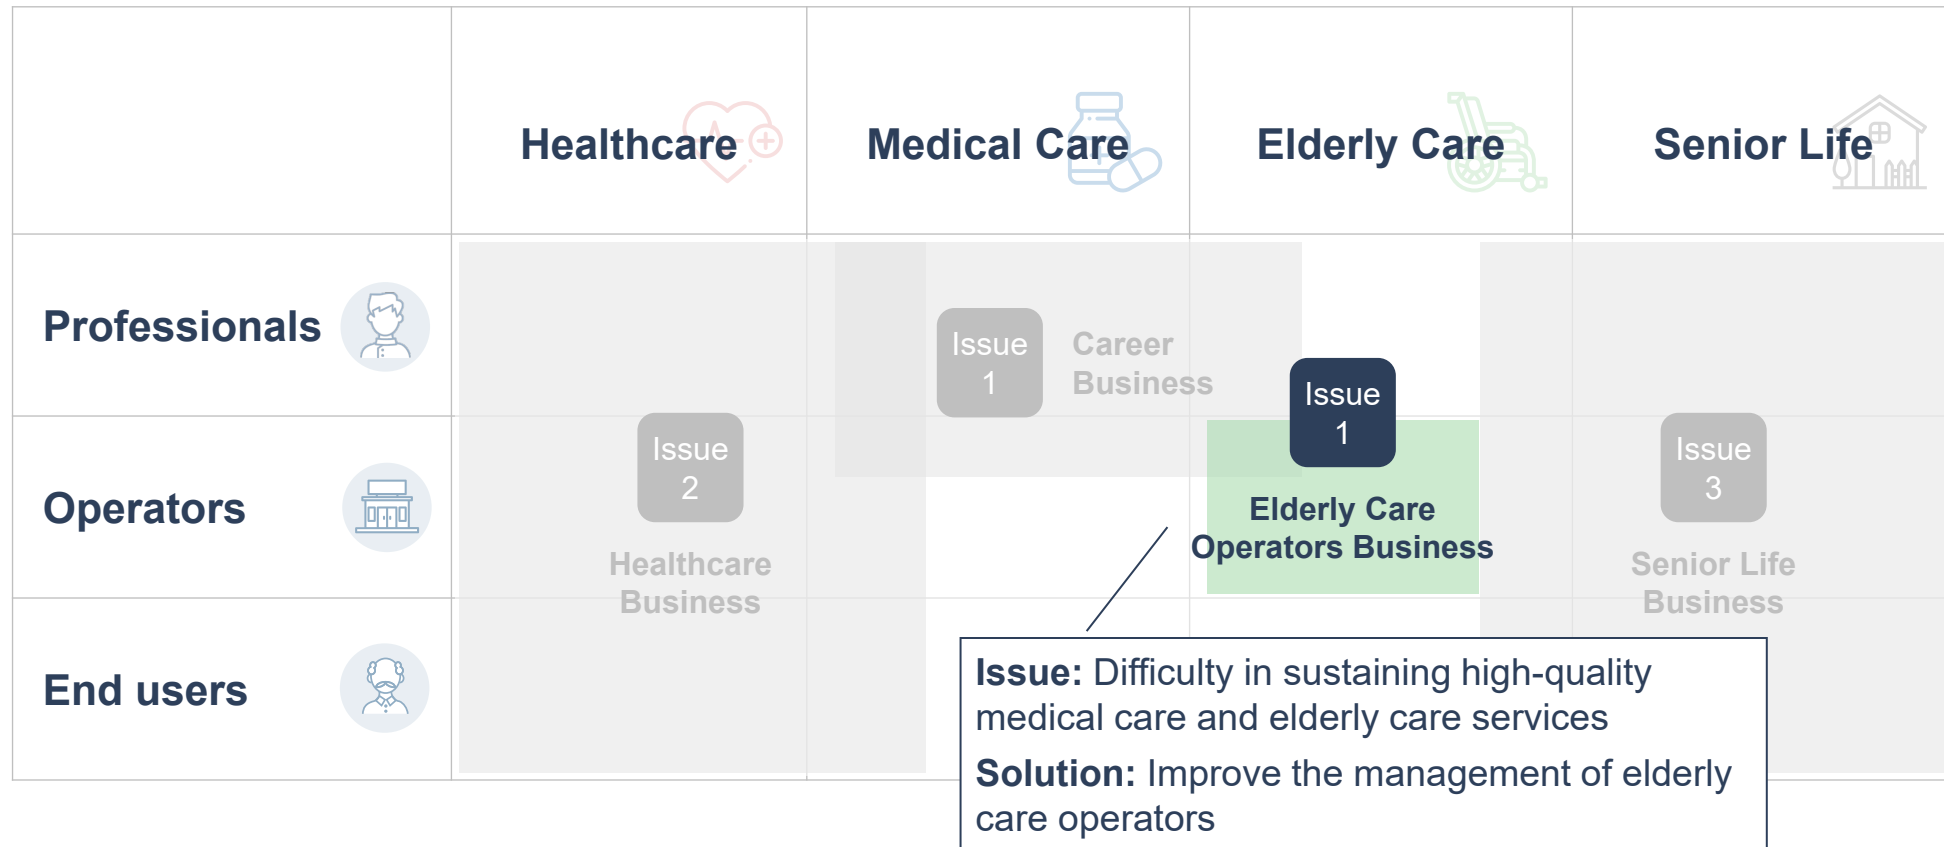 Healthcare
Medical Care
Elderly Care
Senior Life
Professionals
Issue
1
Career
Business
Issue
1
Operators
Issue
2
Healthcare
Business
Elderly Care
Operators Business
Issue
3
Senior Life
Business
End users
Issue: Difficulty in sustaining high-quality
medical care and elderly care services
Solution: Improve the management of elderly
care operators